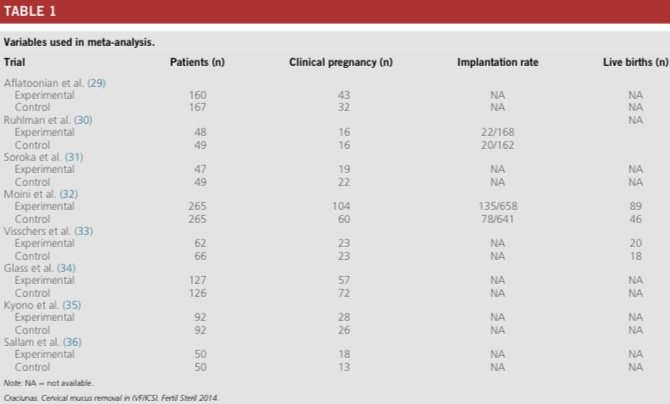 TABLE 1
Variables used in meta-analysis.
Trial Patients (n) Clinical pregnancy (n) Implantation rate Live births (n)
Aflatoonian et al. (29)
Experimental 160 43 NA NA
Control 167 32 NA NA
Ruhlman et al. (30) NA
Experimental 48 16 22/168
Control 49 16 20/162
Soroka et al. (31)
Experimental 47 19 NA NA
Control 49 22 NA NA
Moini et al. (32)
Experimental 265 104 135/658 89
Control 265 60 78/641 46
Visschers et al. (33)
Experimental 62 23 NA 20
Control 66 23 NA 18
Glass et al. (34)
Experimental 127 57 NA NA
Control 126 72 NA NA
Kyono et al. (35)
Experimental 92 28 NA NA
Control 92 26 NA NA
Sallam et al. (36)
Experimental 50 18 NA NA
Control 50 13 NA NA
Note: NA = not available.
Craciunas. Cervical mucus removal in IVF/ICSI. Fertil Steril 2014.